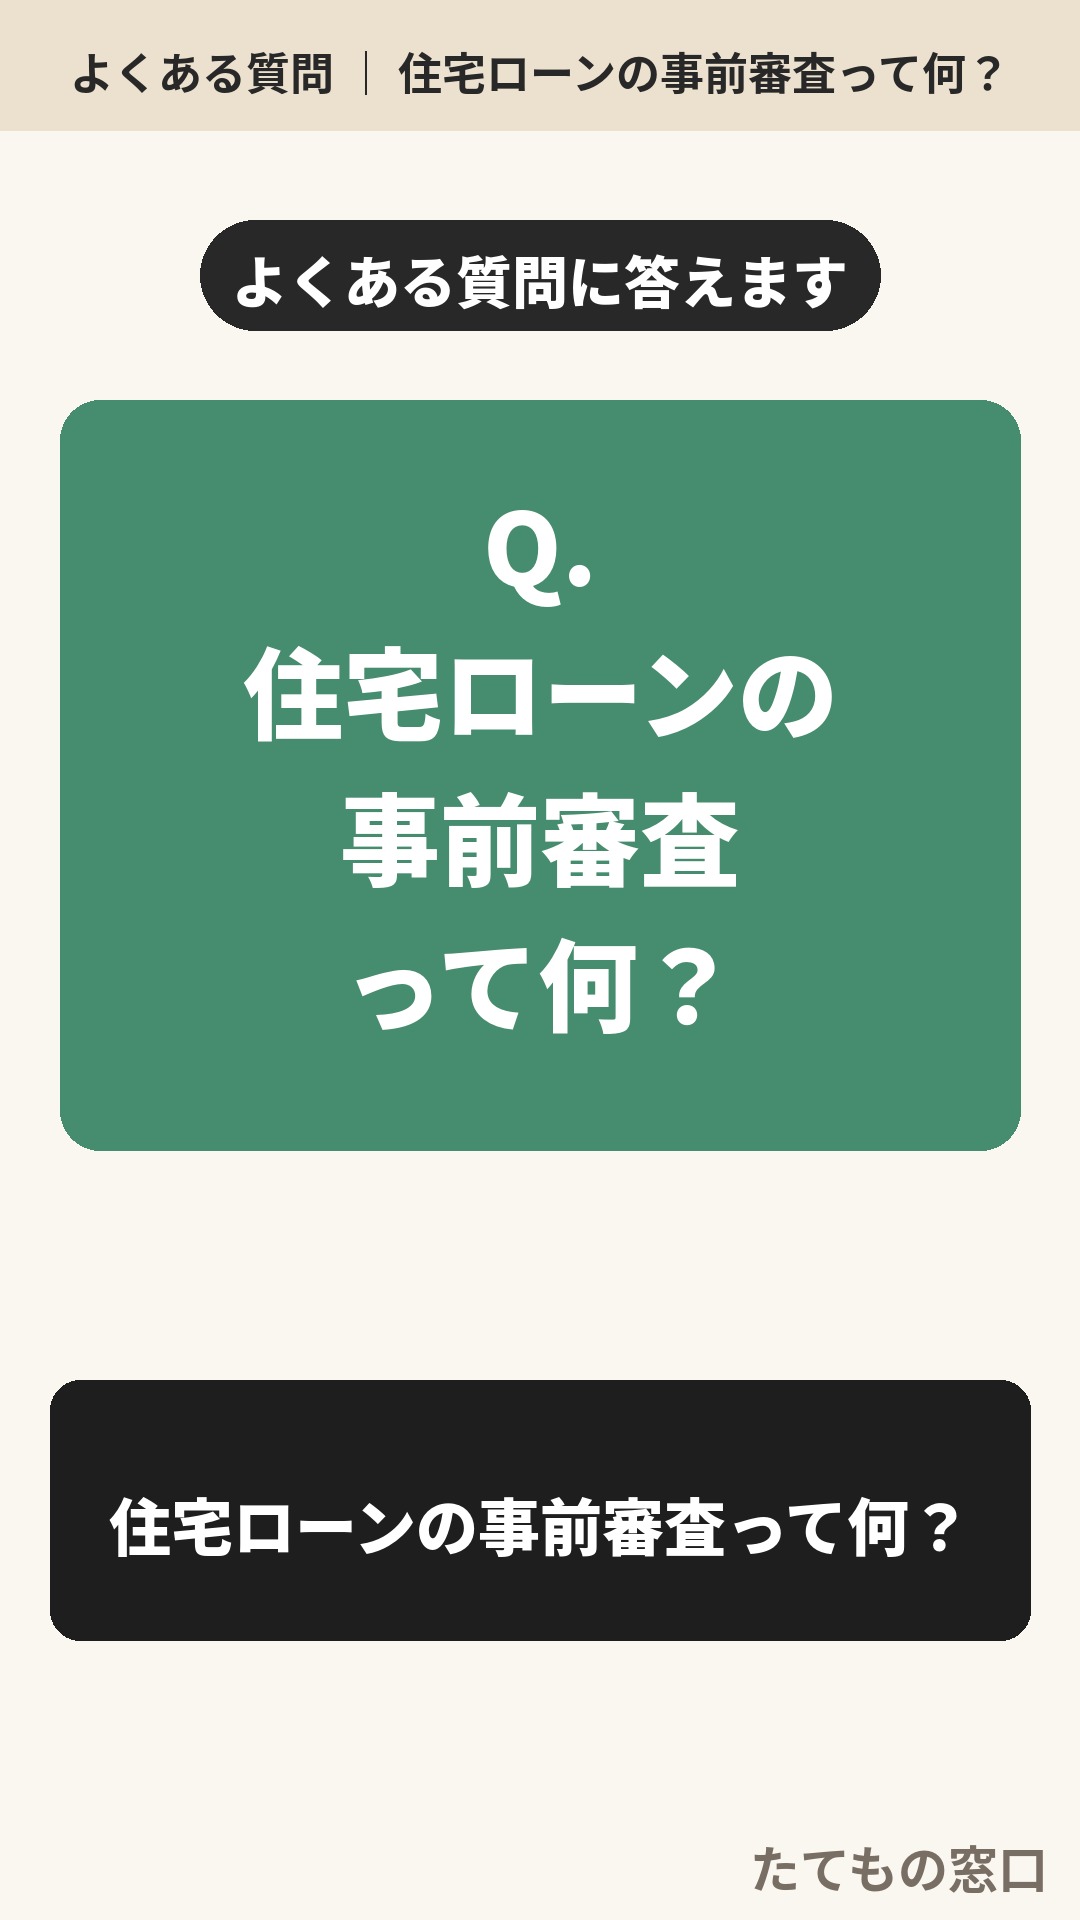 よくある質問 ｜ 住宅ローンの事前審査って何？
よくある質問に答えます
Q.
住宅ローンの
事前審査
って何？
住宅ローンの事前審査って何？
たてもの窓口